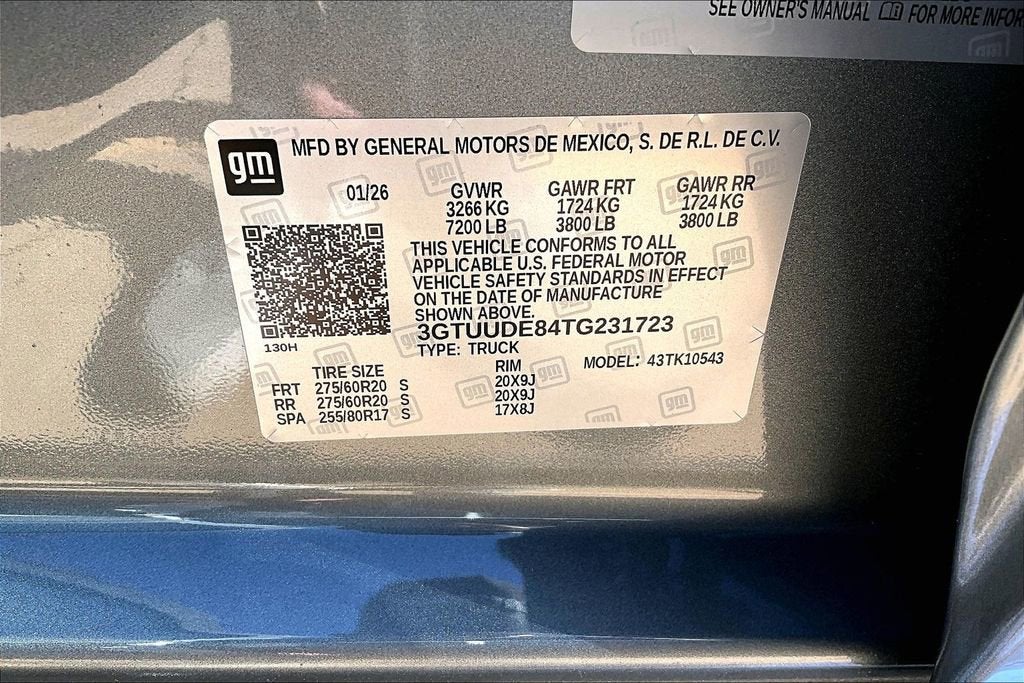 SEE OWNER'S MANUAL FOR MORE INFOR
gm MFD BY GENERAL MOTORS DE MEXICO, S. DE R.L. DE C.V.
01/26 GVWR GAWR FRT GAWR RR
3266 KG 1724 KG 1724 KG
7200 LB 3800 LB 3800 LB
THIS VEHICLE CONFORMS TO ALL
APPLICABLE U.S. FEDERAL MOTOR
VEHICLE SAFETY STANDARDS IN EFFECT
ON THE DATE OF MANUFACTURE
SHOWN ABOVE.
3GTUUDE84TG231723
130H
TYPE: TRUCK MODEL: 43TK10543
TIRE SIZE RIM
FRT 275/60R20 S 20X9J
RR 275/60R20 S 20X9J
SPA 255/80R17 S 17X8J